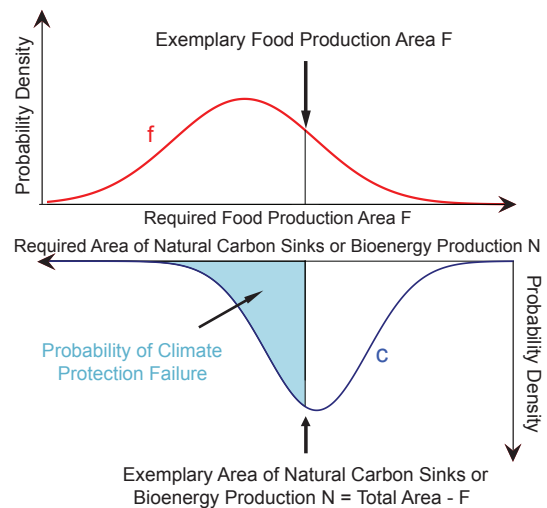 Exemplary Food Production Area F
Probability Density
f
Required Food Production Area F
Required Area of Natural Carbon Sinks or Bioenergy Production N
Probability of Climate
Protection Failure
c
Probability Density
Exemplary Area of Natural Carbon Sinks or
Bioenergy Production N = Total Area - F